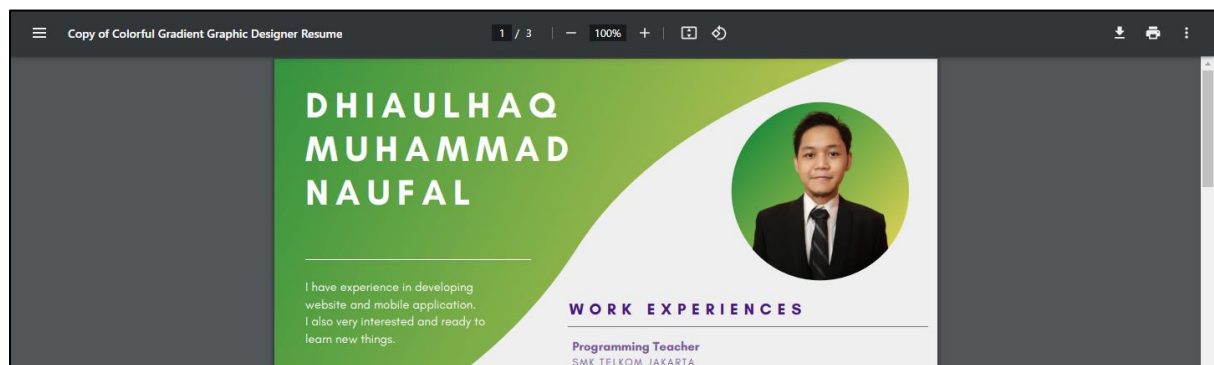 Copy of Colorful Gradient Graphic Designer Resume
1 / 3
100%
DHIAULHAQ
MUHAMMAD
NAUFAL
I have experience in developing
website and mobile application.
I also very interested and ready to
learn new things.
WORK EXPERIENCES
Programming Teacher
SMK TELKOM JAKARTA